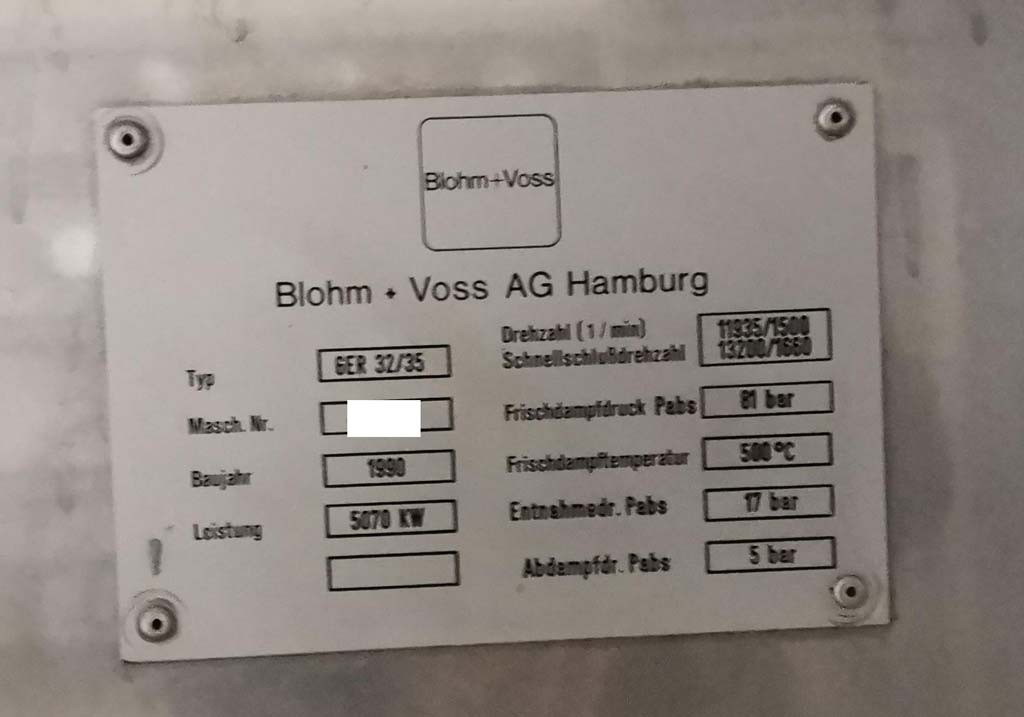 Blohm+Voss
Blohm + Voss AG Hamburg
Typ GER 32/35
Masch. Nr.
Baujahr 1990
Leistung 5070 KW
Drehzahl (1/min) 11935/1500
Schnellschlußdrehzahl 13200/1660
Frischdampfdruck Pabs 81 bar
Frischdampftemperatur 500°C
Entnahmedr. Pabs 17 bar
Abdampfdr. Pabs 5 bar